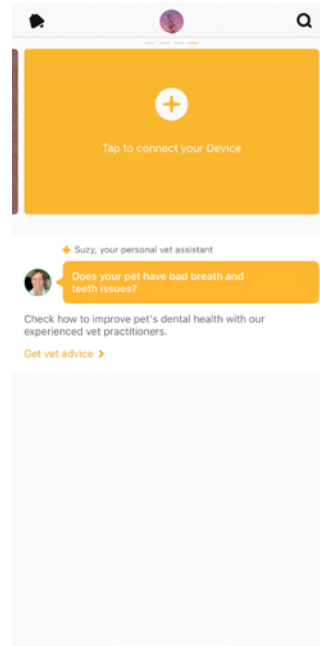 Tap to connect your Device
Suzy, your personal vet assistant
Does your pet have bad breath and
teeth issues?
Check how to improve pet's dental health with our
experienced vet practitioners.
Get vet advice